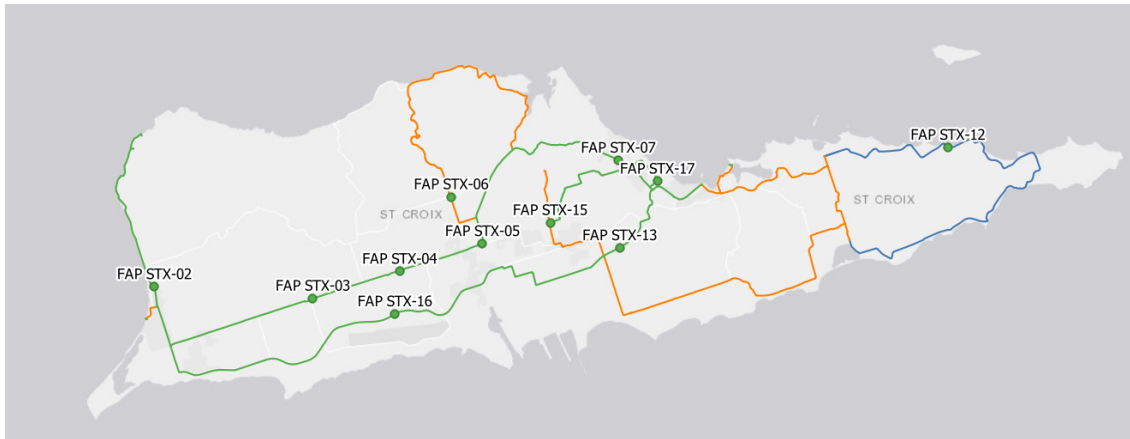 FAP STX-12
FAP STX-07
FAP STX-17
FAP STX-06
ST CROIX
ST CROIX
FAP STX-15
FAP STX-05
FAP STX-13
FAP STX-04
FAP STX-02
FAP STX-03
FAP STX-16